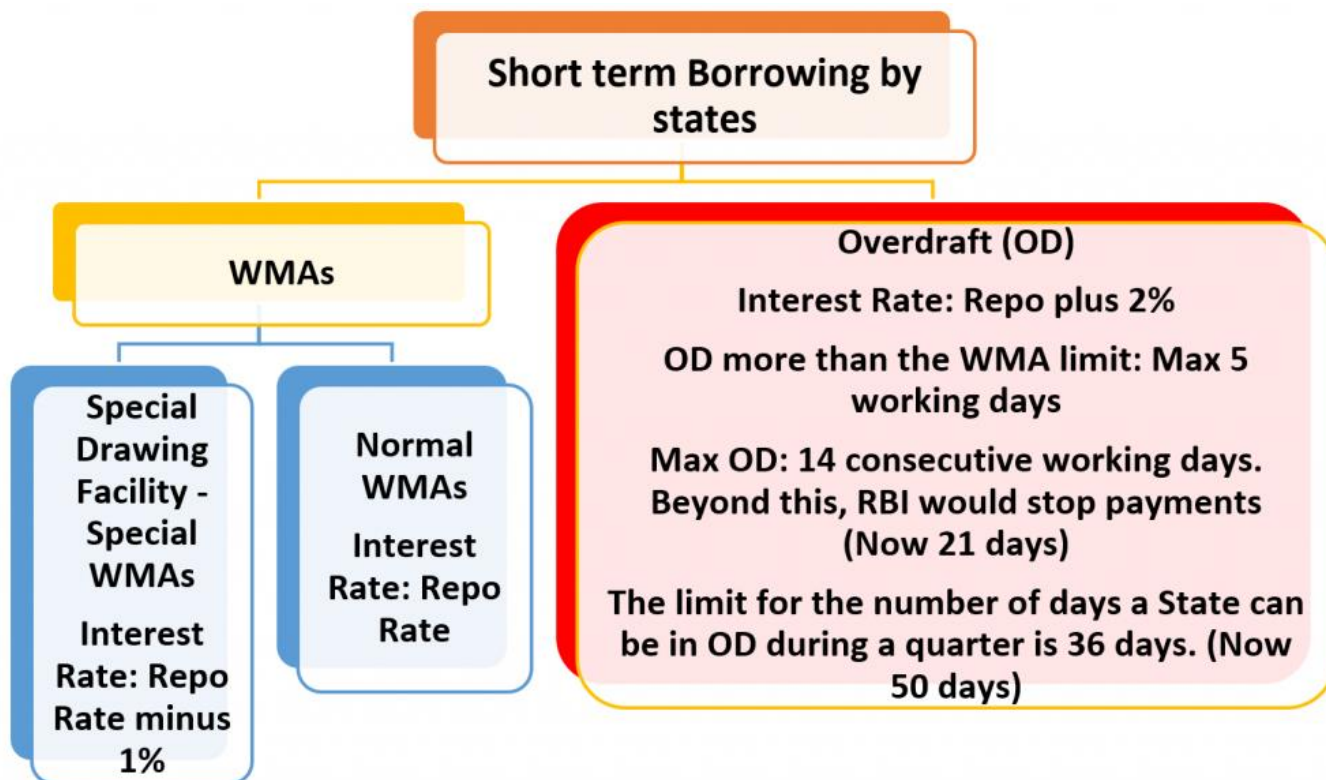 Short term Borrowing by
states
WMAs
Special
Drawing
Facility -
Special
WMAs
Interest
Rate: Repo
Rate minus
1%
Normal
WMAs
Interest
Rate: Repo
Rate
Overdraft (OD)
Interest Rate: Repo plus 2%
OD more than the WMA limit: Max 5
working days
Max OD: 14 consecutive working days.
Beyond this, RBI would stop payments
(Now 21 days)
The limit for the number of days a State can
be in OD during a quarter is 36 days. (Now
50 days)